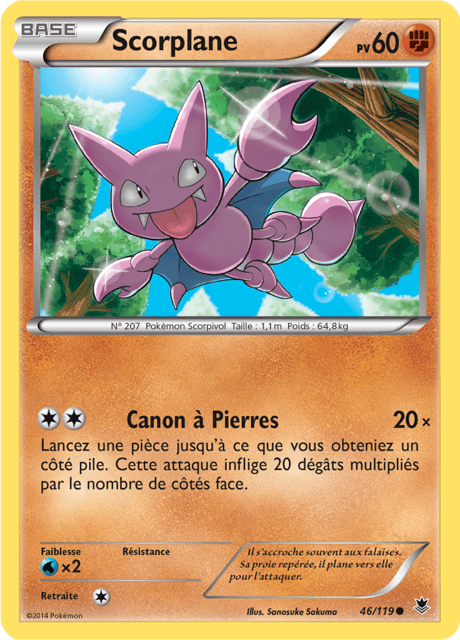 BASE
Scorplane
PV60
N° 207 Pokémon Scorpivol Taille : 1,1m Poids : 64,8kg
Canon à Pierres 20×
Lancez une pièce jusqu'à ce que vous obteniez un
côté pile. Cette attaque inflige 20 dégâts multipliés
par le nombre de côtés face.
Faiblesse Résistance
×2
Retraite
Il s'accroche souvent aux falaises.
Sa proie repérée, il plane vers elle
pour l'attaquer.
©2014 Pokémon
Illus. Sanosuke Sakuma
46/119